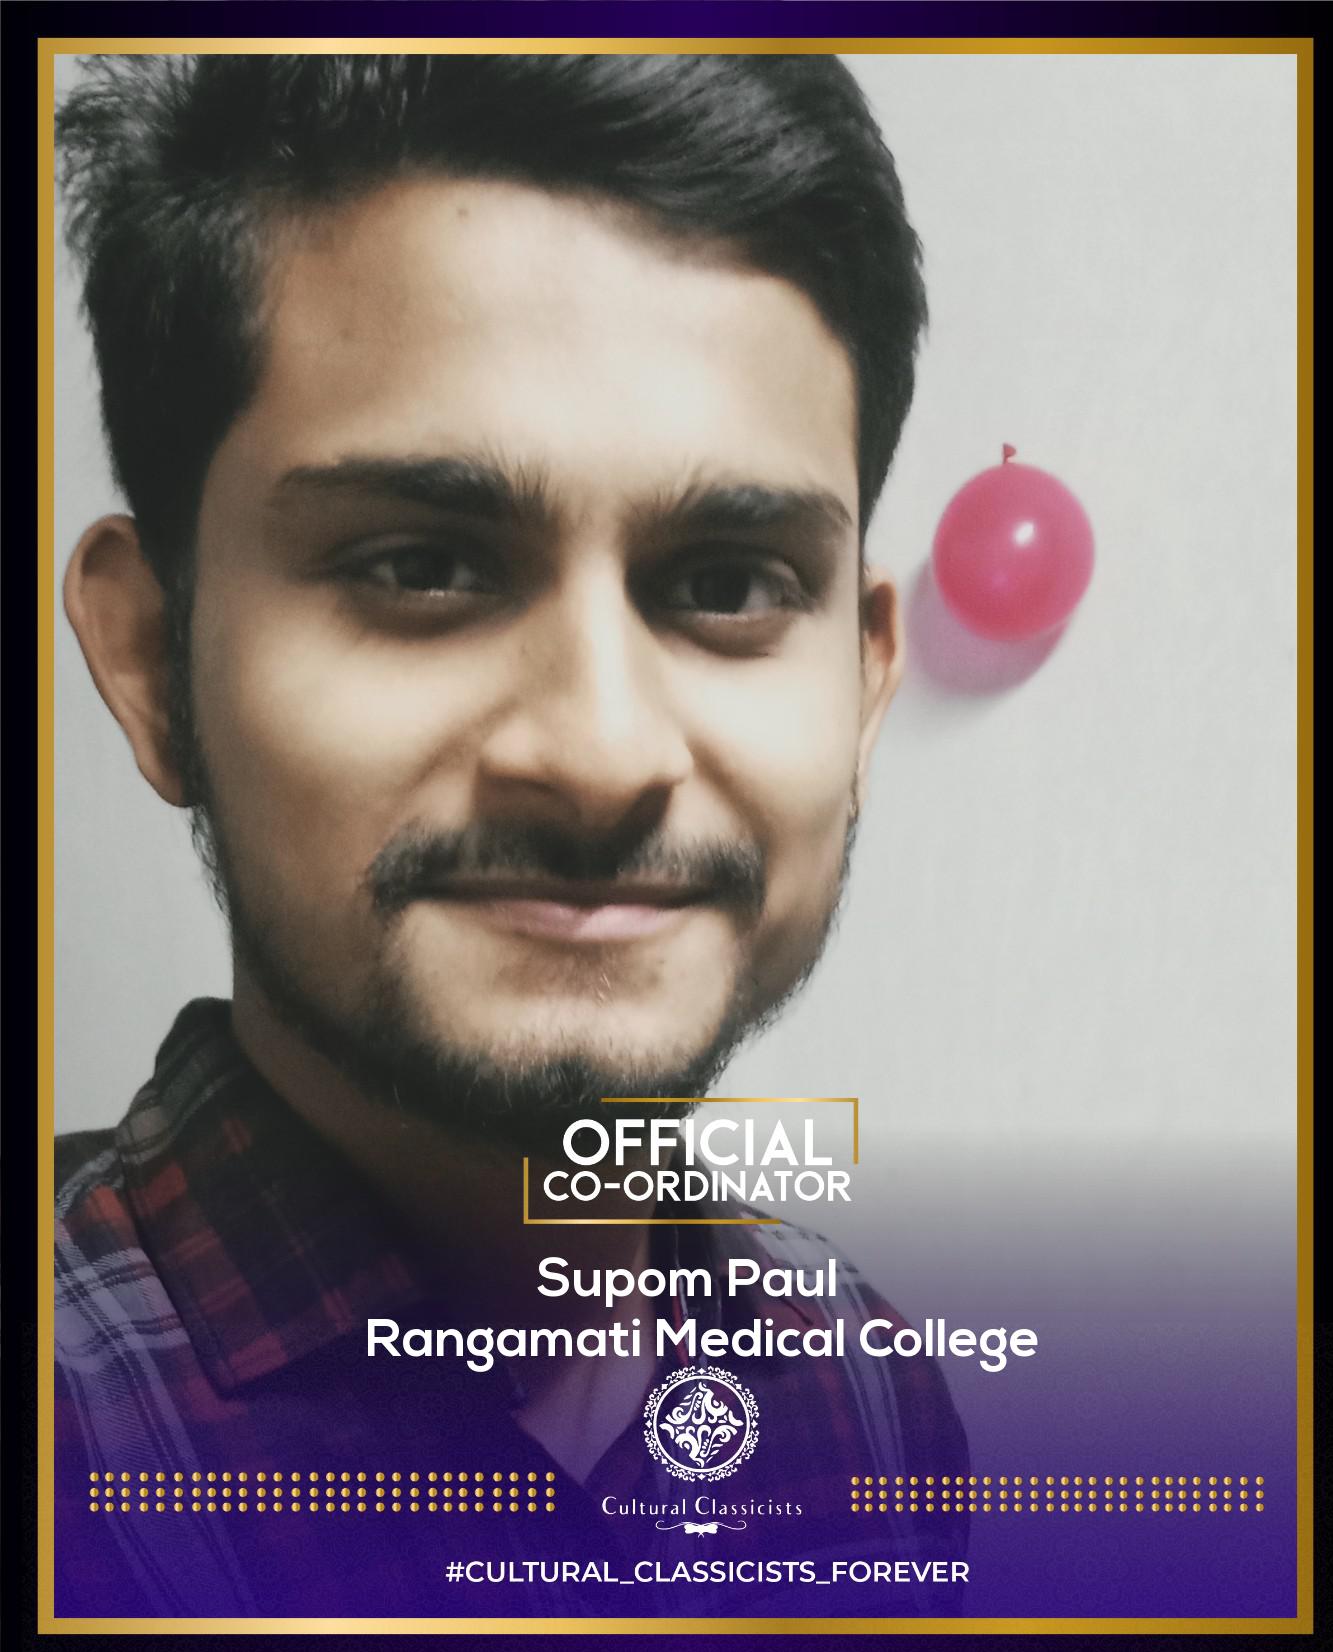 OFFICIAL
CO-ORDINATOR
Supom Paul
Rangamati Medical College
Cultural Classicists
#CULTURAL_CLASSICISTS_FOREVER